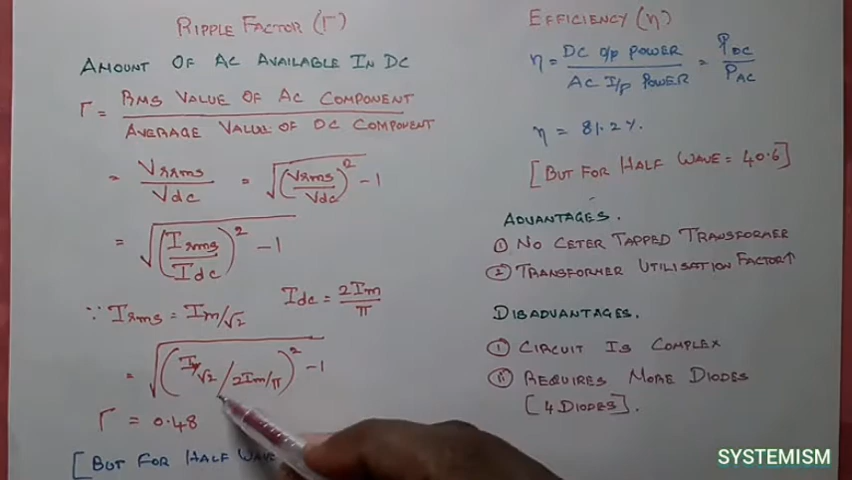 RIPPLE FACTOR (Γ)
AMOUNT OF AC AVAILABLE IN DC
Γ = RMS VALUE OF AC COMPONENT / AVERAGE VALUE OF DC COMPONENT
= Vrrms / Vdc = √(Vrms/Vdc)² - 1
= √(Irms/Idc)² - 1
∵ Irms = Im/√2 Idc = 2Im/π
= √(I/√2 / 2Im/π)² - 1
Γ = 0.48
[BUT FOR HALF
EFFICIENCY (η)
η = DC O/p POWER / AC I/p POWER = PDC / PAC
η = 81.2%.
[BUT FOR HALF WAVE = 40.6]
ADVANTAGES.
① NO CETER TAPPED TRANSFORMER
② TRANSFORMER UTILISATION FACTOR↑
DISADVANTAGES.
① CIRCUIT IS COMPLEX
② REQUIRES MORE DIODES
[4 DIODES].
SYSTEMISM